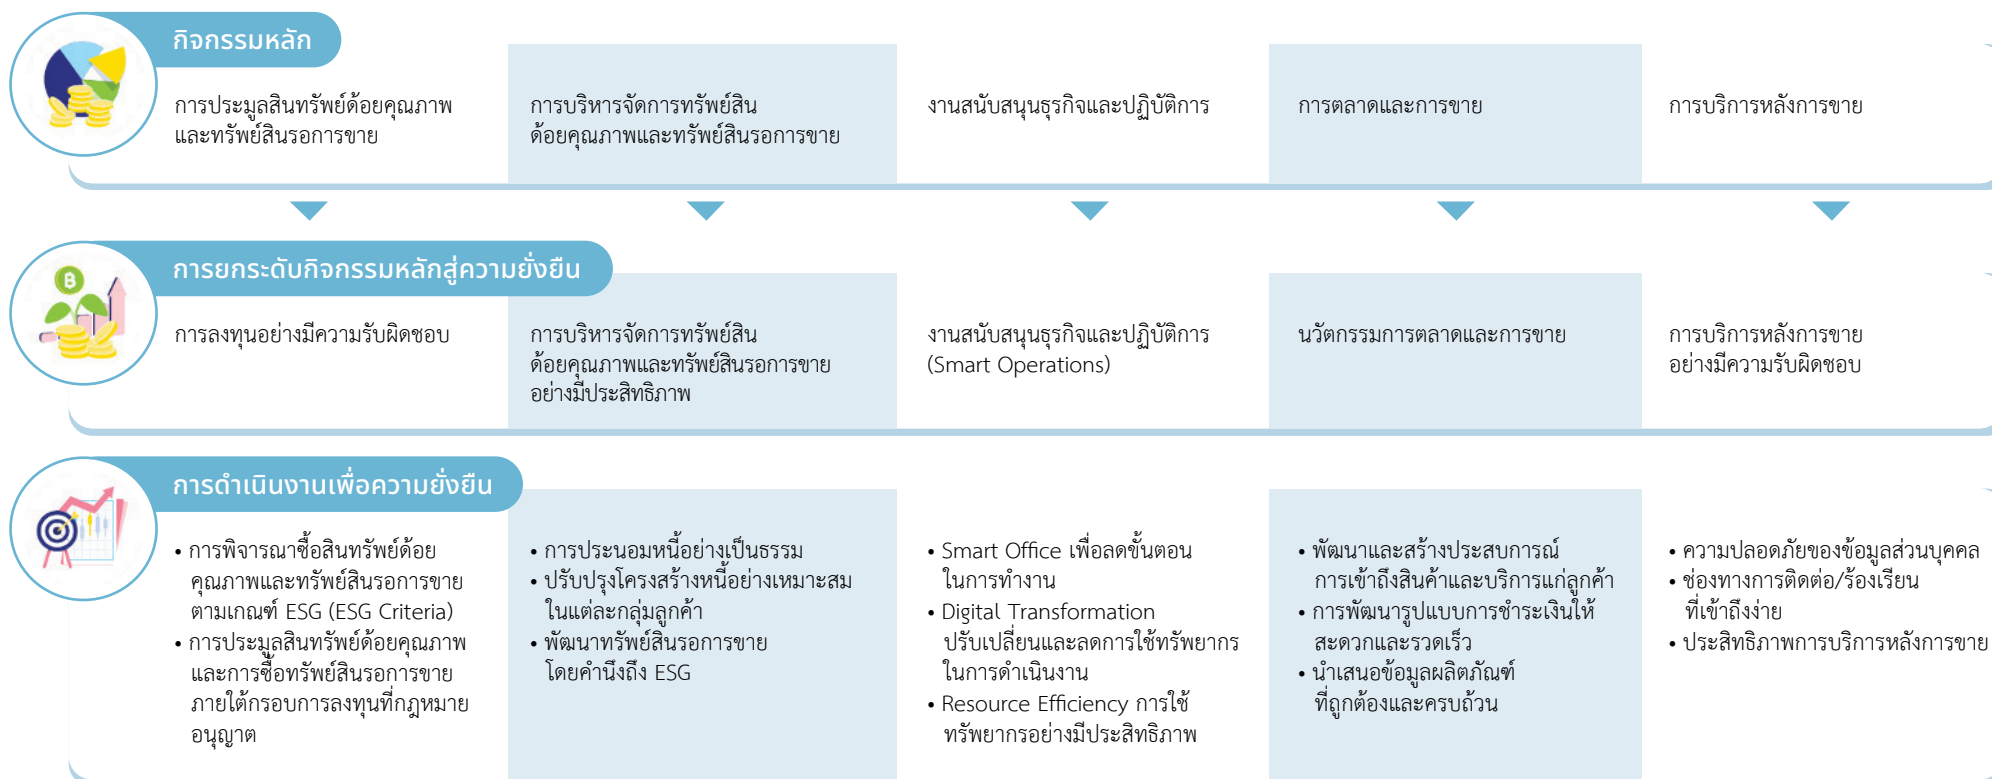 กิจกรรมหลัก
การประมูลสินทรัพย์ด้อยคุณภาพ
และทรัพย์สินรอการขาย
การบริหารจัดการทรัพย์สิน
ด้อยคุณภาพและทรัพย์สินรอการขาย
งานสนับสนุนธุรกิจและปฏิบัติการ
การตลาดและการขาย
การบริการหลังการขาย
การยกระดับกิจกรรมหลักสู่ความยั่งยืน
การลงทุนอย่างมีความรับผิดชอบ
การบริหารจัดการทรัพย์สิน
ด้อยคุณภาพและทรัพย์สินรอการขาย
อย่างมีประสิทธิภาพ
งานสนับสนุนธุรกิจและปฏิบัติการ
(Smart Operations)
นวัตกรรมการตลาดและการขาย
การบริการหลังการขาย
อย่างมีความรับผิดชอบ
การดำเนินงานเพื่อความยั่งยืน
• การพิจารณาซื้อสินทรัพย์ด้อย
คุณภาพและทรัพย์สินรอการขาย
ตามเกณฑ์ ESG (ESG Criteria)
• การประมูลสินทรัพย์ด้อยคุณภาพ
และการซื้อทรัพย์สินรอการขาย
ภายใต้กรอบการลงทุนที่กฎหมาย
อนุญาต
• การประนอมหนี้อย่างเป็นธรรม
• ปรับปรุงโครงสร้างหนี้อย่างเหมาะสม
ในแต่ละกลุ่มลูกค้า
• พัฒนาทรัพย์สินรอการขาย
โดยคำนึงถึง ESG
• Smart Office เพื่อลดขั้นตอน
ในการทำงาน
• Digital Transformation
ปรับเปลี่ยนและลดการใช้ทรัพยากร
ในการดำเนินงาน
• Resource Efficiency การใช้
ทรัพยากรอย่างมีประสิทธิภาพ
• พัฒนาและสร้างประสบการณ์
การเข้าถึงสินค้าและบริการแก่ลูกค้า
• การพัฒนารูปแบบการชำระเงินให้
สะดวกและรวดเร็ว
• นำเสนอข้อมูลผลิตภัณฑ์
ที่ถูกต้องและครบถ้วน
• ความปลอดภัยของข้อมูลส่วนบุคคล
• ช่องทางการติดต่อ/ร้องเรียน
ที่เข้าถึงง่าย
• ประสิทธิภาพการบริการหลังการขาย